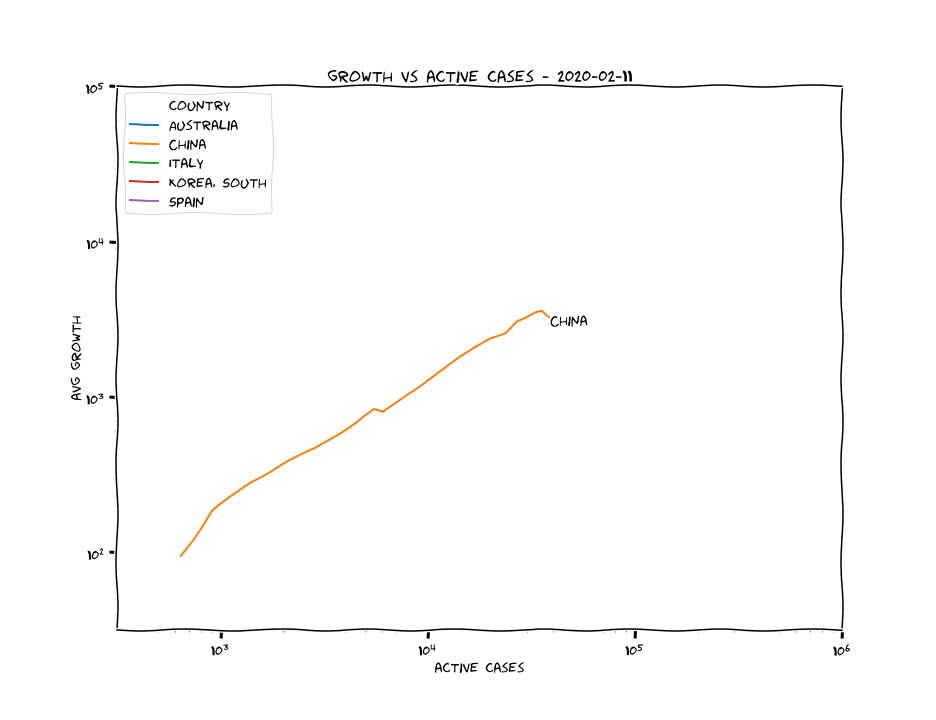 GROWTH VS ACTIVE CASES - 2020-02-11
10⁵
COUNTRY
AUSTRALIA
CHINA
ITALY
KOREA, SOUTH
SPAIN
10⁴
CHINA
AVG GROWTH
10³
10²
10³ 10⁴ 10⁵ 10⁶
ACTIVE CASES